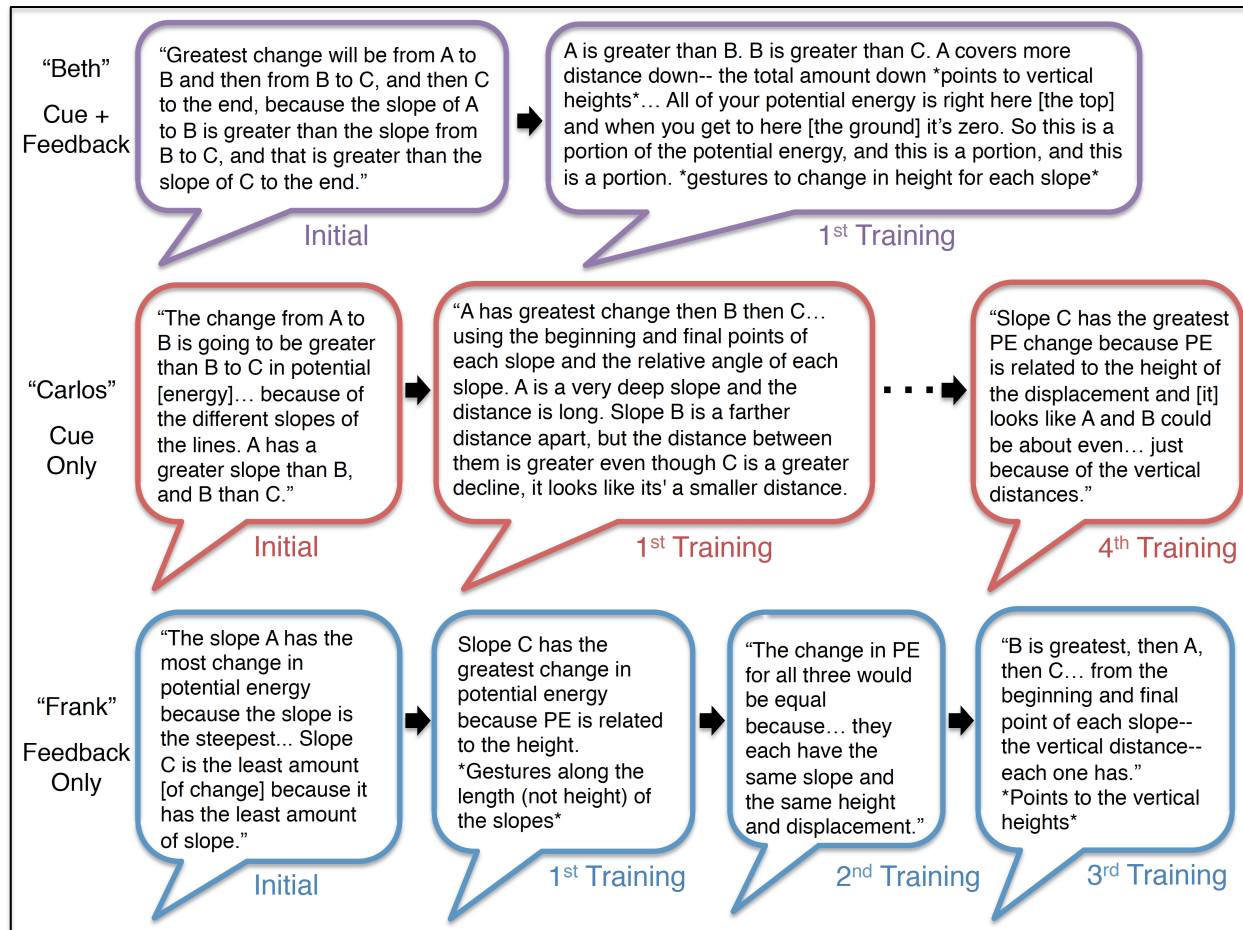 “Beth”
Cue +
Feedback
“Greatest change will be from A to
B and then from B to C, and then C
to the end, because the slope of A
to B is greater than the slope from
B to C, and that is greater than the
slope of C to the end.”
Initial
A is greater than B. B is greater than C. A covers more
distance down-- the total amount down *points to vertical
heights*… All of your potential energy is right here [the top]
and when you get to here [the ground] it’s zero. So this is a
portion of the potential energy, and this is a portion, and this
is a portion. *gestures to change in height for each slope*
1st Training
“Carlos”
Cue
Only
“The change from A to
B is going to be greater
than B to C in potential
[energy]… because of
the different slopes of
the lines. A has a
greater slope than B,
and B than C.”
Initial
“A has greatest change then B then C…
using the beginning and final points of
each slope and the relative angle of each
slope. A is a very deep slope and the
distance is long. Slope B is a farther
distance apart, but the distance between
them is greater even though C is a greater
decline, it looks like its' a smaller distance.
1st Training
“Slope C has the greatest
PE change because PE
is related to the height of
the displacement and [it]
looks like A and B could
be about even… just
because of the vertical
distances.”
4th Training
“Frank”
Feedback
Only
“The slope A has the
most change in
potential energy
because the slope is
the steepest... Slope
C is the least amount
[of change] because it
has the least amount
of slope.”
Initial
Slope C has the
greatest change in
potential energy
because PE is related
to the height.
*Gestures along the
length (not height) of
the slopes*
1st Training
“The change in PE
for all three would
be equal
because… they
each have the
same slope and
the same height
and displacement.”
2nd Training
“B is greatest, then A,
then C… from the
beginning and final
point of each slope--
the vertical distance--
each one has.”
*Points to the vertical
heights*
3rd Training